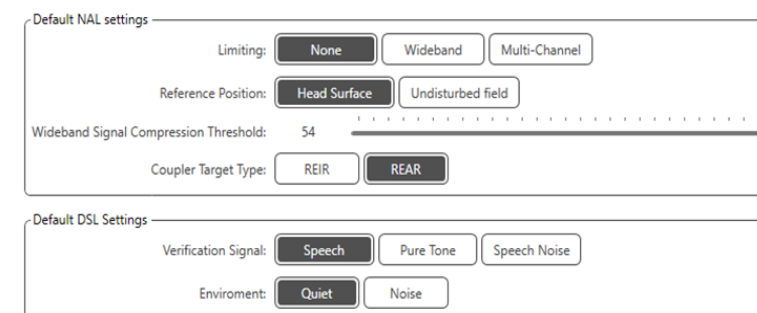 Default NAL settings
Limiting: None Wideband Multi-Channel
Reference Position: Head Surface Undisturbed field
Wideband Signal Compression Threshold: 54
Coupler Target Type: REIR REAR
Default DSL Settings
Verification Signal: Speech Pure Tone Speech Noise
Enviroment: Quiet Noise